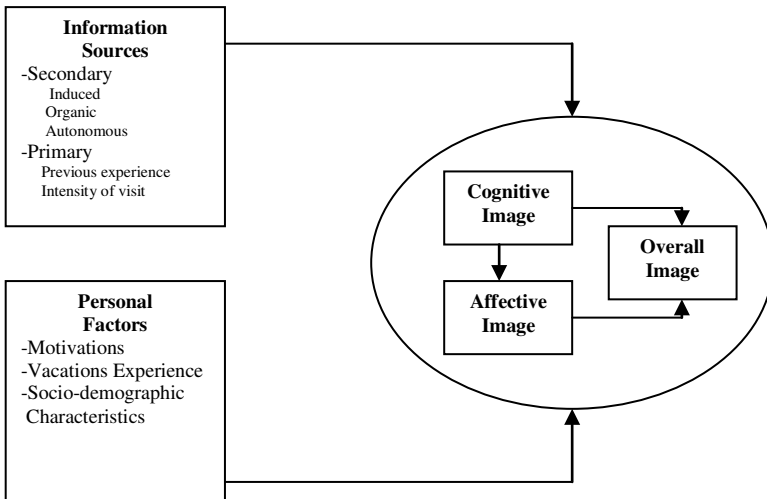 Information
Sources
-Secondary
Induced
Organic
Autonomous
-Primary
Previous experience
Intensity of visit
Cognitive
Image
Overall
Image
Affective
Image
Personal
Factors
-Motivations
-Vacations Experience
-Socio-demographic
Characteristics